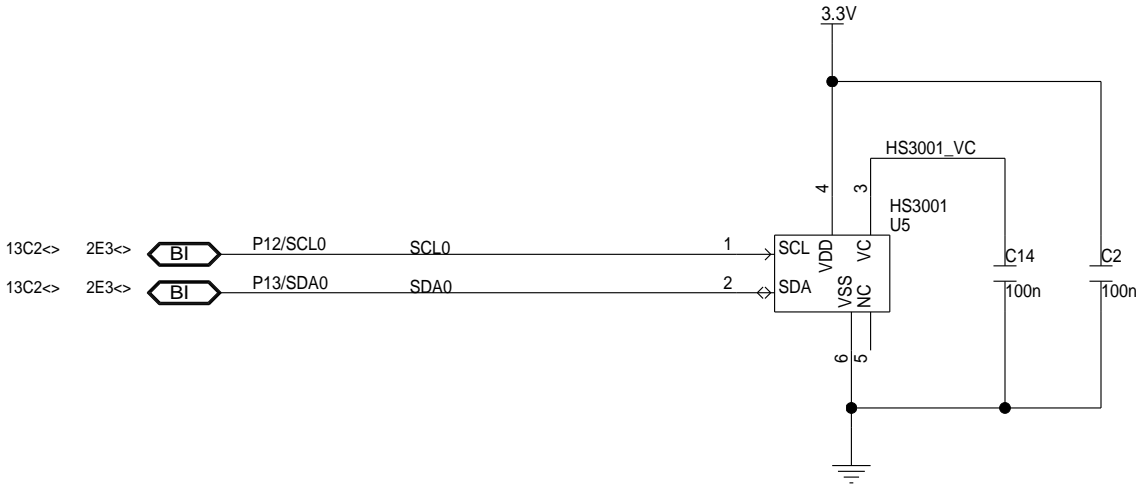 3.3V
HS3001_VC
4
3
HS3001
U5
13C2<> 2E3<> BI P12/SCL0 SCL0 1 SCL
VDD
VC
C14
100n
C2
100n
13C2<> 2E3<> BI P13/SDA0 SDA0 2 SDA
VSS
NC
6
5